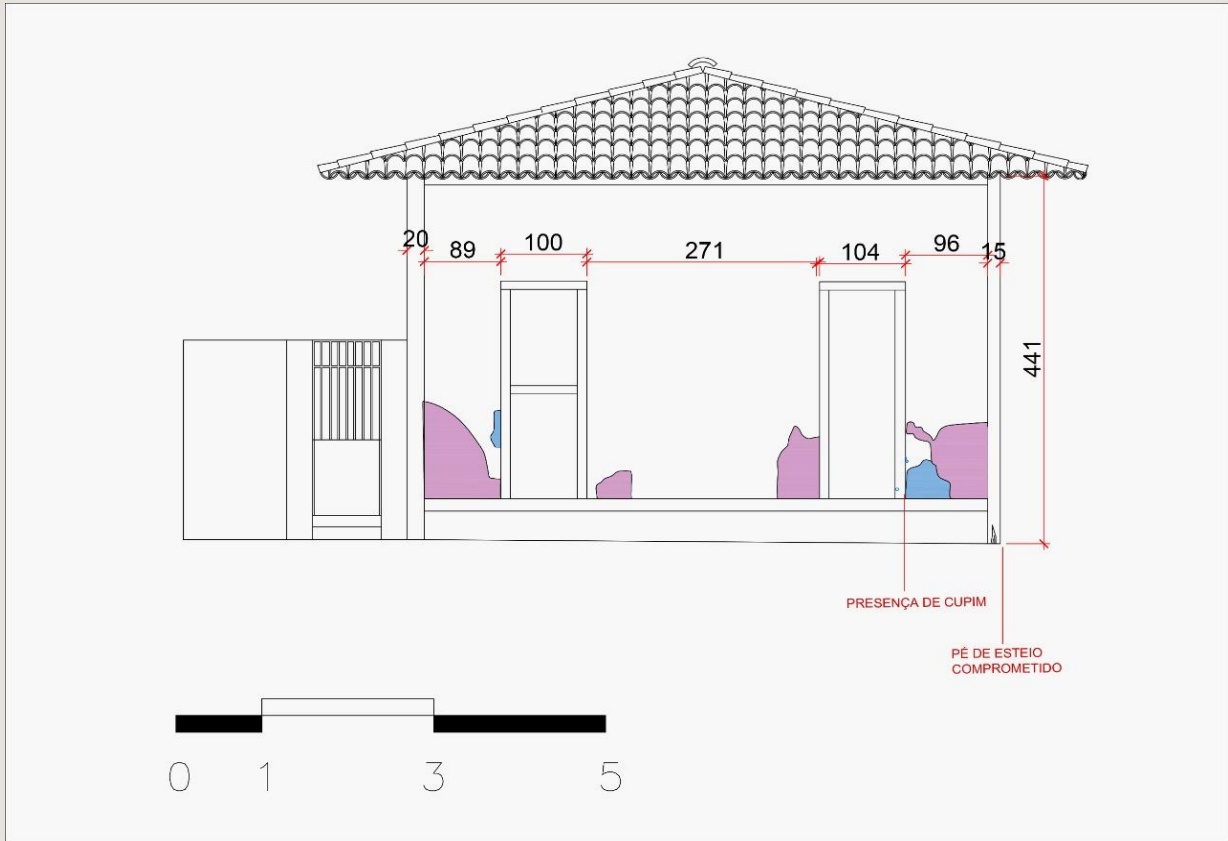 20 89 100 271 104 96 15
441
PRESENÇA DE CUPIM
PÉ DE ESTEIO
COMPROMETIDO
0 1 3 5